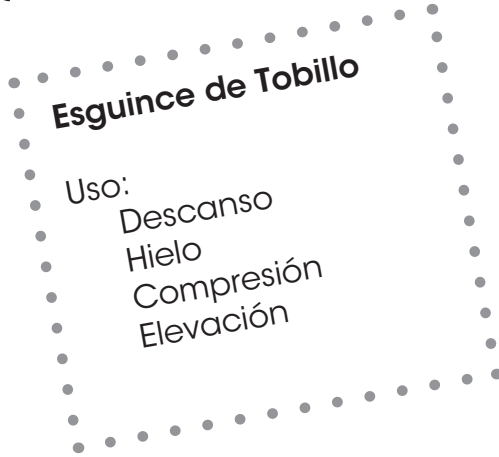 Esguince de Tobillo
Uso:
Descanso
Hielo
Compresión
Elevación